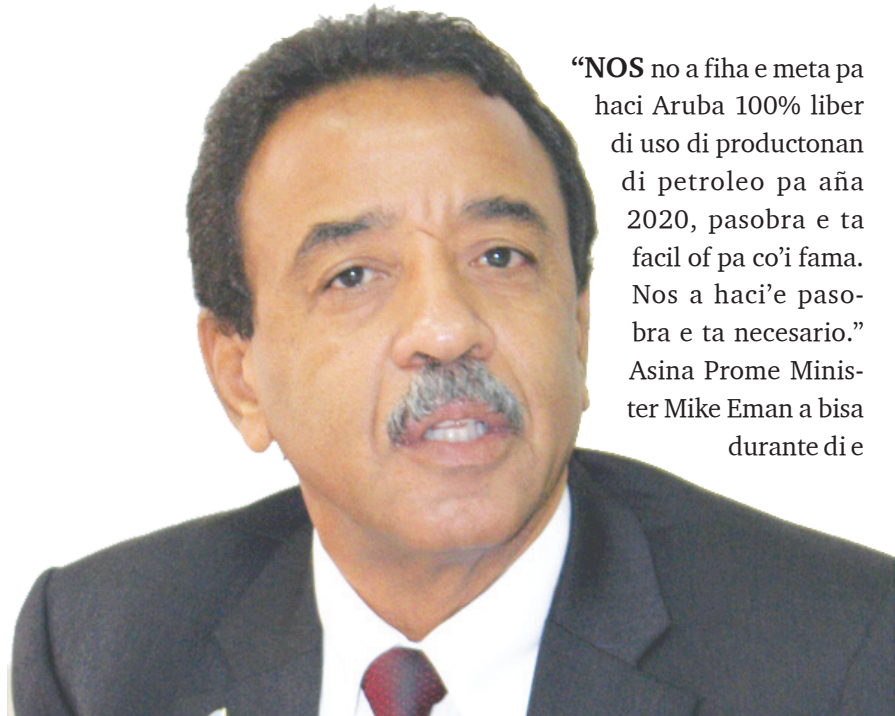 “NOS no a fiha e meta pa
haci Aruba 100% liber
di uso di productonan
di petroleo pa aña
2020, pasobra e ta
facil of pa co’i fama.
Nos a haci’e paso-
bra e ta necesario.”
Asina Prome Minis-
ter Mike Eman a bisa
durante di e